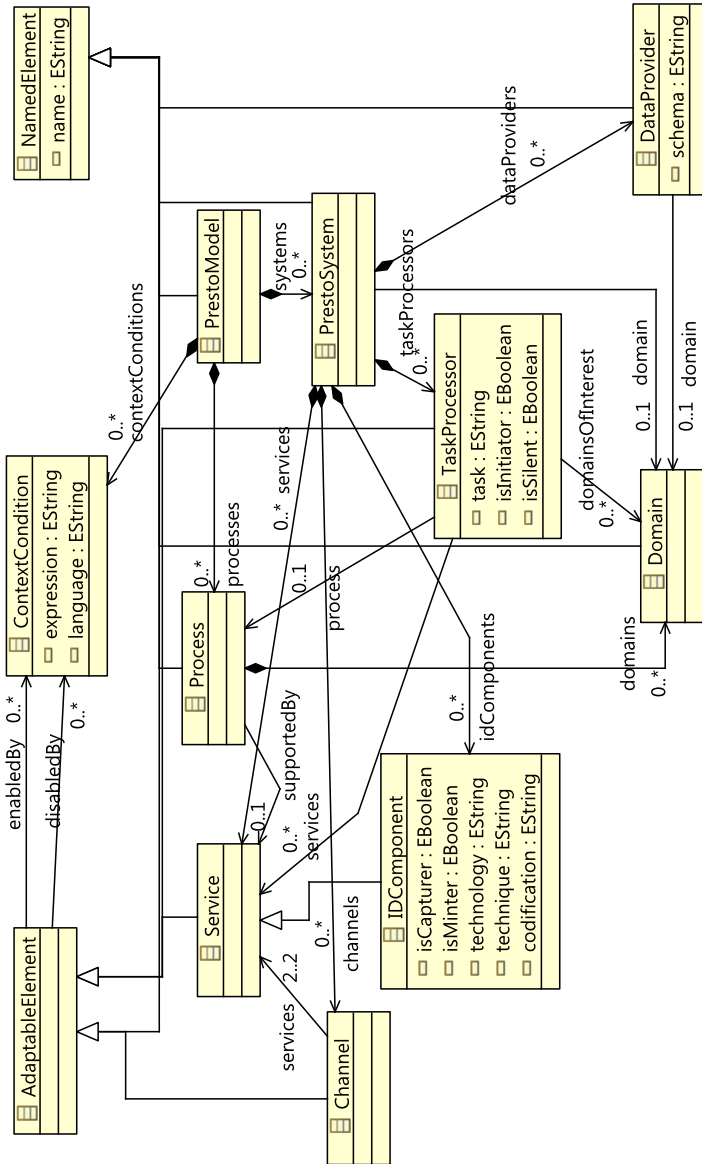 AdaptableElement
enabledBy 0..*
disabledBy
0..*
ContextCondition
expression : EString
language : EString
0..*
contextConditions
NamedElement
name : EString
Channel
services
2..2
Service
0..1
supportedBy
0..*
services
0..*
channels
Process
0..*
processes
0..1
process
0..* services
PrestoModel
systems
0..*
PrestoSystem
taskProcessors
0..*
dataProviders
0..*
IDComponent
isCapturer : EBoolean
isMinter : EBoolean
technology : EString
technique : EString
codification : EString
0..*
idComponents
TaskProcessor
task : EString
isInitiator : EBoolean
isSilent : EBoolean
domainsOfInterest
0..*
domains
0..*
Domain
0..1 domain
0..1 domain
DataProvider
schema : EString